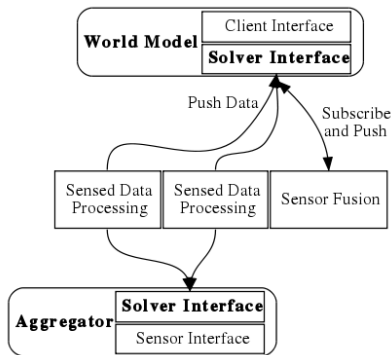 Client Interface
World Model
Solver Interface
Push Data
Subscribe
and Push
Sensed Data
Processing
Sensed Data
Processing
Sensor Fusion
Solver Interface
Aggregator
Sensor Interface